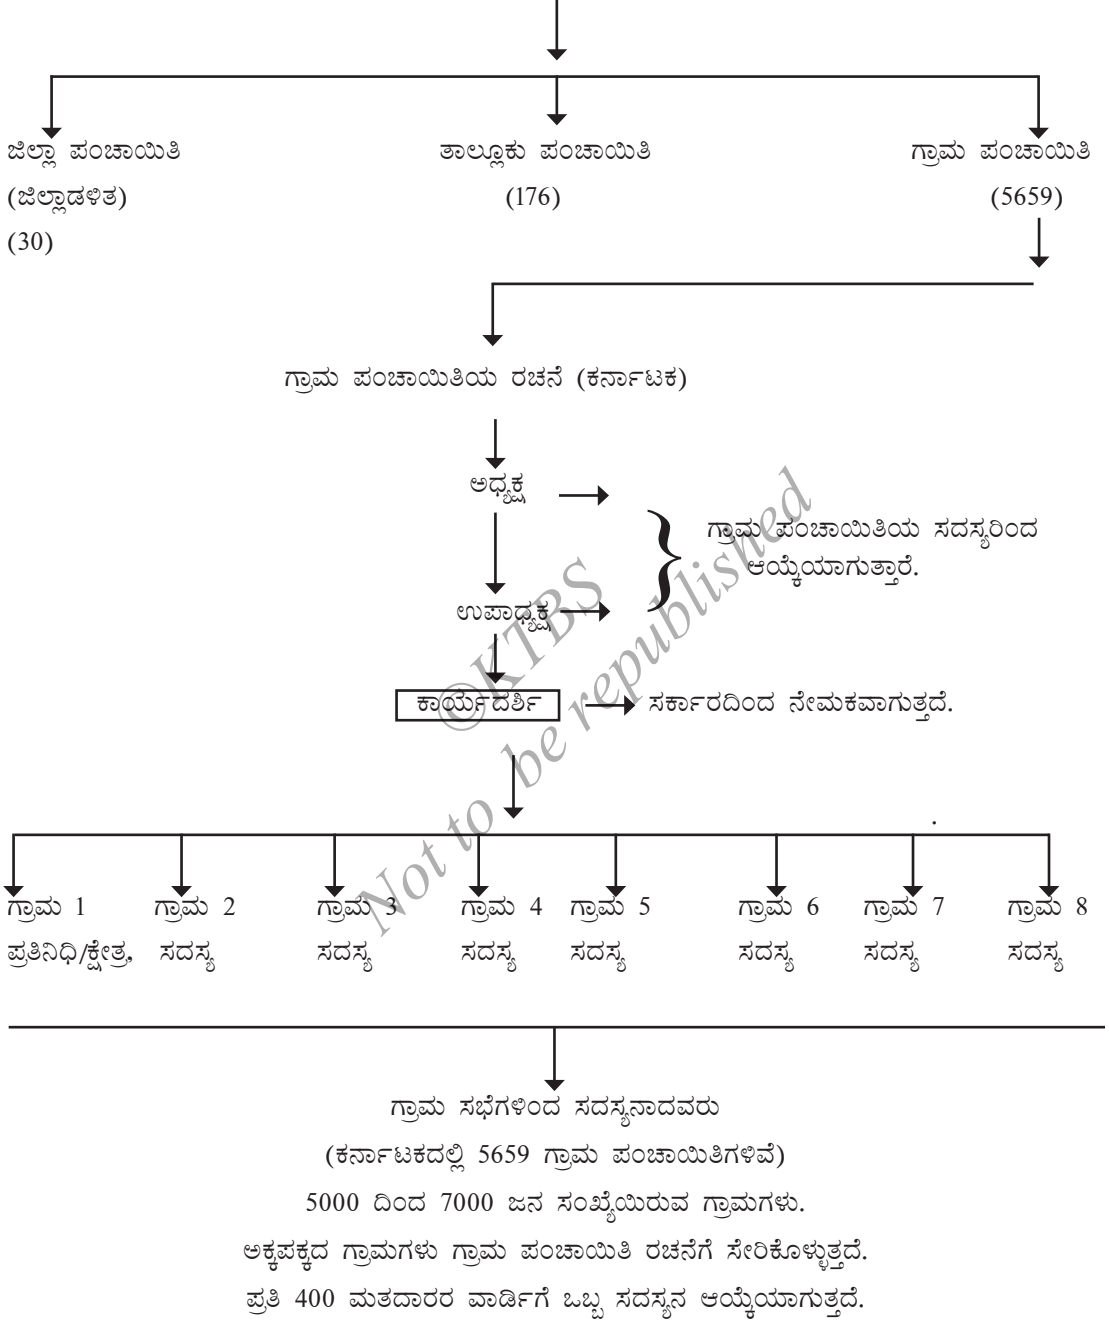 ಜಿಲ್ಲಾ ಪಂಚಾಯಿತಿ ತಾಲ್ಲೂಕು ಪಂಚಾಯಿತಿ ಗ್ರಾಮ ಪಂಚಾಯಿತಿ
(ಜಿಲ್ಲಾಡಳಿತ) (176) (5659)
(30)
ಗ್ರಾಮ ಪಂಚಾಯಿತಿಯ ರಚನೆ (ಕರ್ನಾಟಕ)
ಅಧ್ಯಕ್ಷ
ಗ್ರಾಮ ಪಂಚಾಯಿತಿಯ ಸದಸ್ಯರಿಂದ
ಆಯ್ಕೆಯಾಗುತ್ತಾರೆ.
ಉಪಾಧ್ಯಕ್ಷ
ಕಾರ್ಯದರ್ಶಿ ಸರ್ಕಾರದಿಂದ ನೇಮಕವಾಗುತ್ತದೆ.
©KTBS
Not to be republished
ಗ್ರಾಮ 1 ಗ್ರಾಮ 2 ಗ್ರಾಮ 3 ಗ್ರಾಮ 4 ಗ್ರಾಮ 5 ಗ್ರಾಮ 6 ಗ್ರಾಮ 7 ಗ್ರಾಮ 8
ಪ್ರತಿನಿಧಿ/ಕ್ಷೇತ್ರ. ಸದಸ್ಯ ಸದಸ್ಯ ಸದಸ್ಯ ಸದಸ್ಯ ಸದಸ್ಯ ಸದಸ್ಯ ಸದಸ್ಯ
ಗ್ರಾಮ ಸಭೆಗಳಿಂದ ಸದಸ್ಯನಾದವರು
(ಕರ್ನಾಟಕದಲ್ಲಿ 5659 ಗ್ರಾಮ ಪಂಚಾಯಿತಿಗಳಿವೆ)
5000 ದಿಂದ 7000 ಜನ ಸಂಖ್ಯೆಯಿರುವ ಗ್ರಾಮಗಳು.
ಅಕ್ಕಪಕ್ಕದ ಗ್ರಾಮಗಳು ಗ್ರಾಮ ಪಂಚಾಯಿತಿ ರಚನೆಗೆ ಸೇರಿಕೊಳ್ಳುತ್ತದೆ.
ಪ್ರತಿ 400 ಮತದಾರರ ವಾರ್ಡಿಗೆ ಒಬ್ಬ ಸದಸ್ಯನ ಆಯ್ಕೆಯಾಗುತ್ತದೆ.